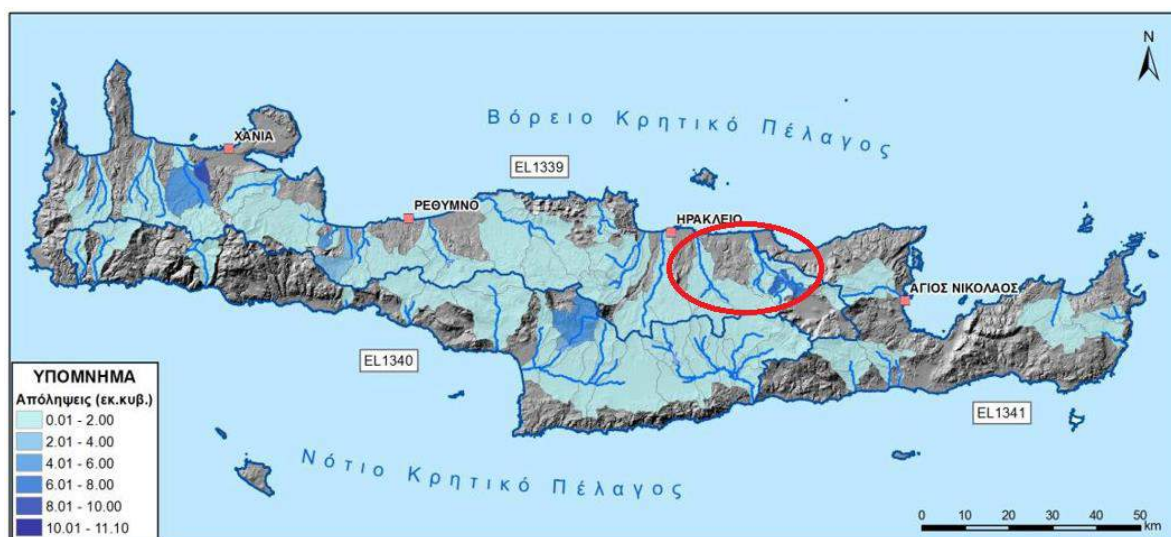 N
ΧΑΝΙΑ
Βόρειο Κρητικό Πέλαγος
EL1339
ΡΕΘΥΜΝΟ
ΗΡΑΚΛΕΙΟ
ΑΓΙΟΣ ΝΙΚΟΛΑΟΣ
EL1340
EL1341
Νότιο Κρητικό Πέλαγος
ΥΠΟΜΝΗΜΑ
Απόληψεις (εκ.κυβ.)
0.01 - 2.00
2.01 - 4.00
4.01 - 6.00
6.01 - 8.00
8.01 - 10.00
10.01 - 11.10
0 10 20 30 40 50
km